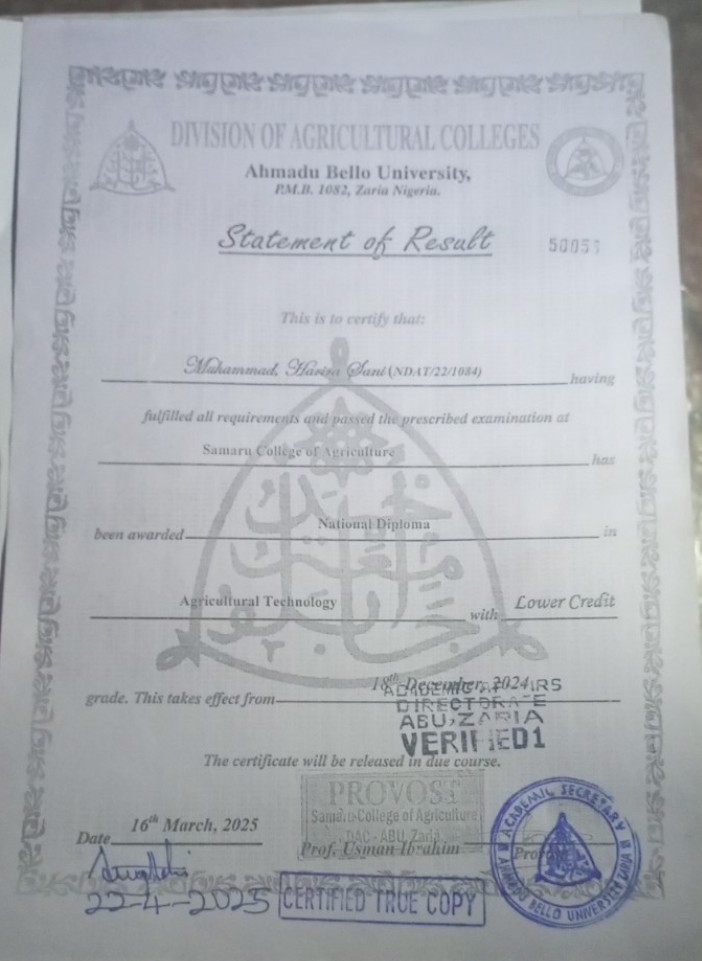 DIVISION OF AGRICULTURAL COLLEGES
Ahmadu Bello University,
P.M.B. 1082, Zaria Nigeria.
Statement of Result
50051
This is to certify that:
Muhammad, Harira Sani (NDAT/22/1084) having
fulfilled all requirements and passed the prescribed examination at
Samaru College of Agriculture has
been awarded National Diploma in
Agricultural Technology with Lower Credit
grade. This takes effect from 18th December, 2024
ACADEMIC AFFAIRS
DIRECTORATE
ABU, ZARIA
VERIFIED1
The certificate will be released in due course.
PROVOST
Samaru College of Agriculture
DAC - ABU Zaria
Date 16th March, 2025
Prof. Usman Ibrahim
22-4-2025
CERTIFIED TRUE COPY
ACADEMIC SECRETARY
AHMADU BELLO UNIVERSITY ZARIA